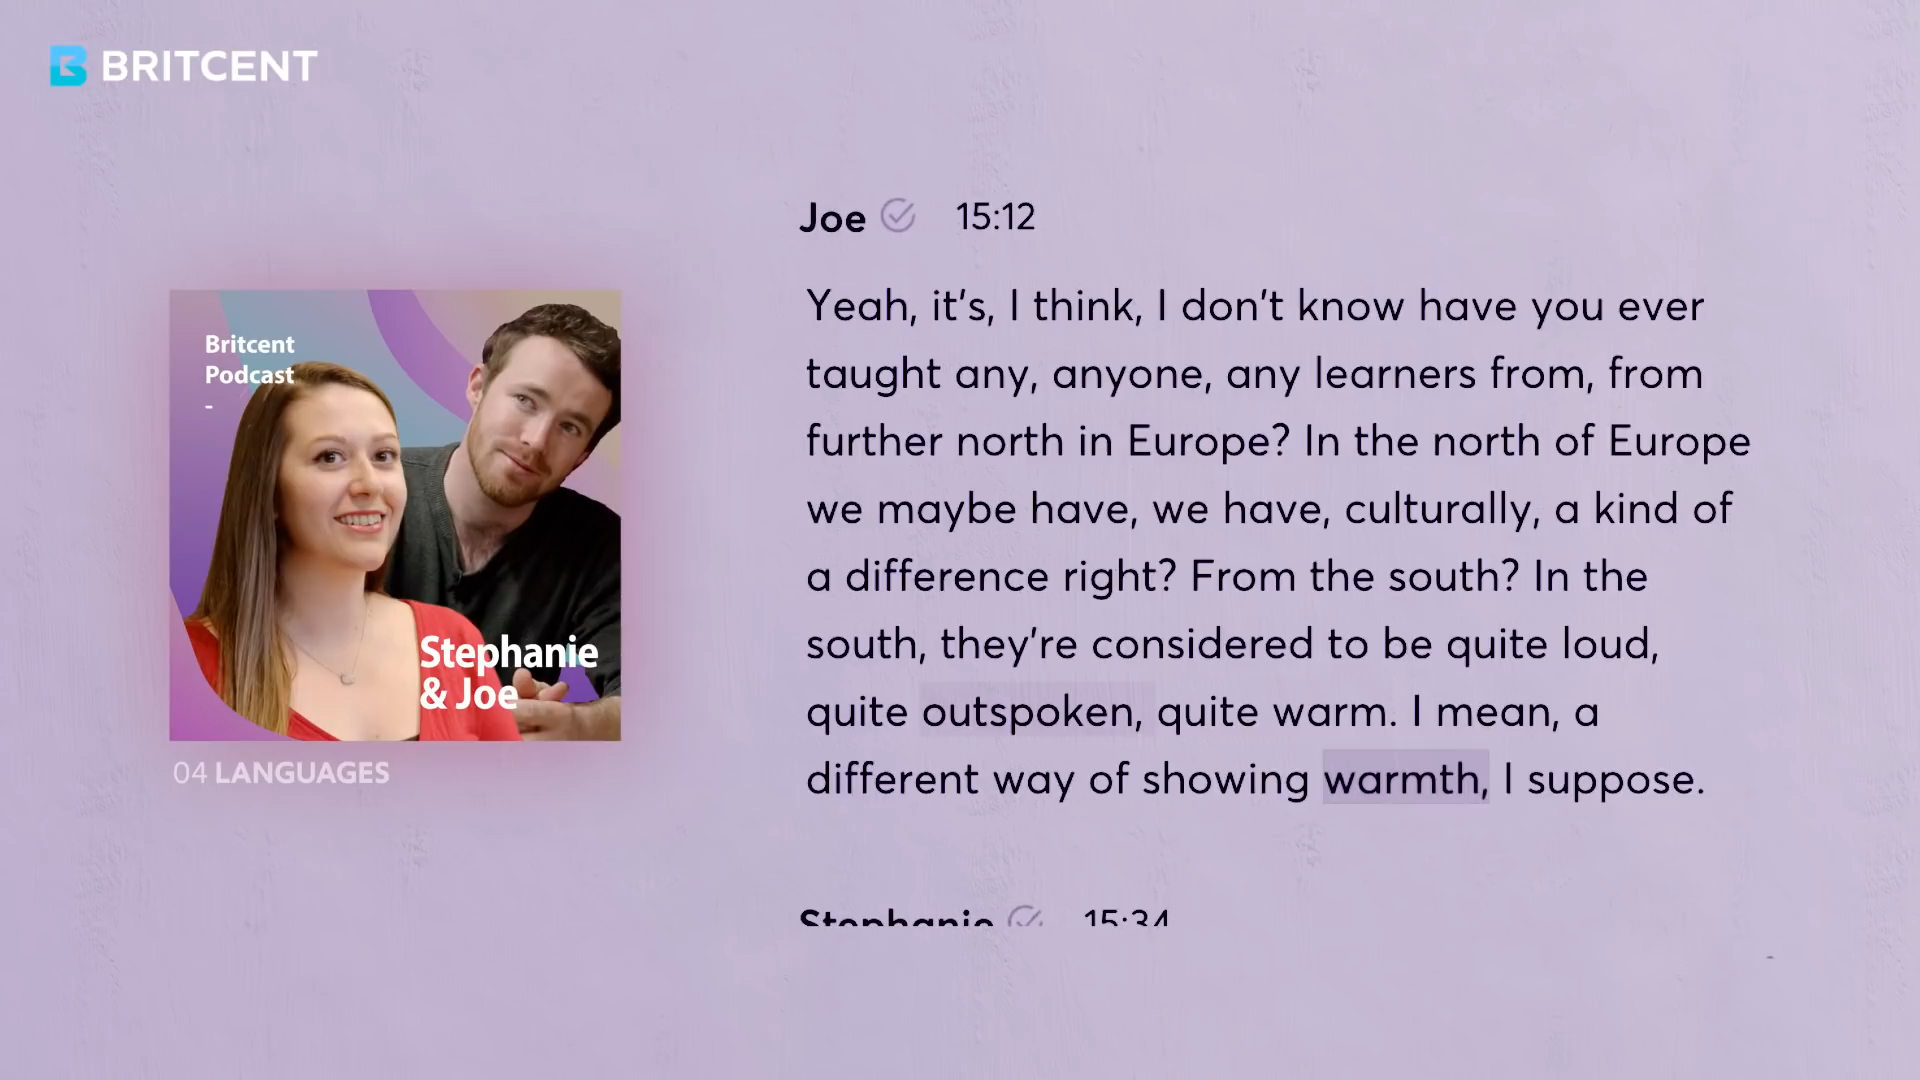 BRITCENT
Britcent
Podcast
-
Stephanie
& Joe
04 LANGUAGES
Joe 15:12
Yeah, it's, I think, I don't know have you ever
taught any, anyone, any learners from, from
further north in Europe? In the north of Europe
we maybe have, we have, culturally, a kind of
a difference right? From the south? In the
south, they're considered to be quite loud,
quite outspoken, quite warm. I mean, a
different way of showing warmth, I suppose.
Stephanie 15:34